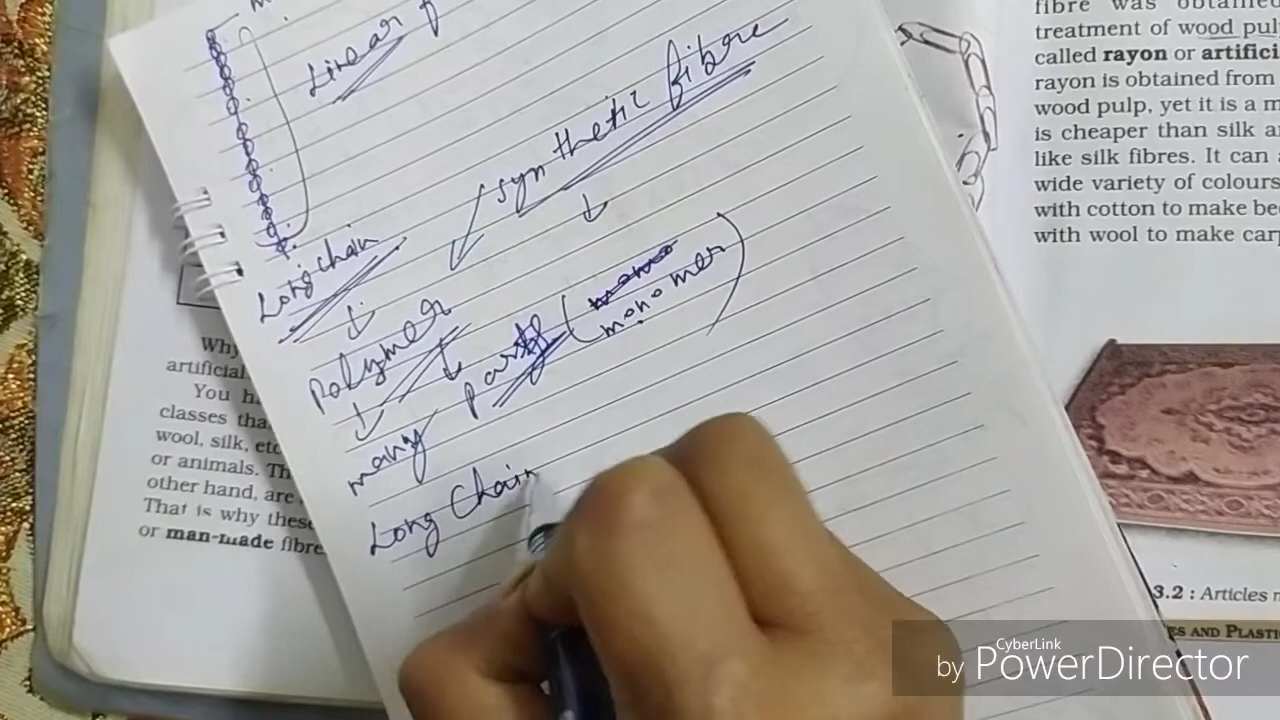 Linear
synthetic fibre
Long chain
Polymer
many parts (monomer)
Long Chain
Why
artificial
You h
classes tha
wool, silk, etc
or animals. Th
other hand, are
That is why these
or man-made fibre
fibre was obtained
treatment of wood pul
called rayon or artifici
rayon is obtained from
wood pulp, yet it is a m
is cheaper than silk a
like silk fibres. It can
wide variety of colours
with cotton to make be
with wool to make carp
3.2 : Articles
ES AND PLASTI
CyberLink
by PowerDirector